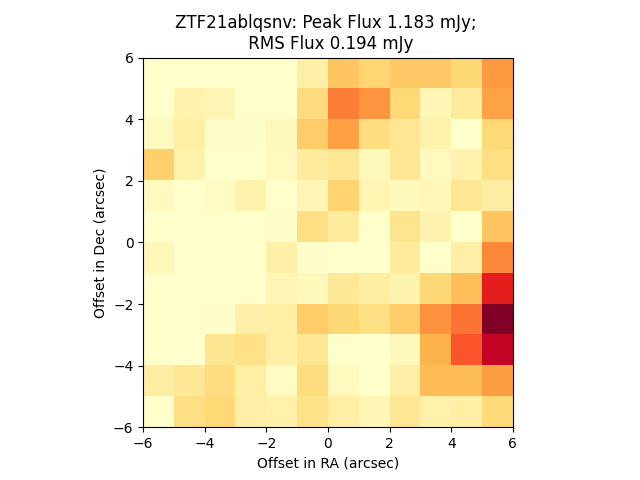 ZTF21ablqsnv: Peak Flux 1.183 mJy;
RMS Flux 0.194 mJy
6
4
2
0
−2
−4
−6
Offset in Dec (arcsec)
−6 −4 −2 0 2 4 6
Offset in RA (arcsec)